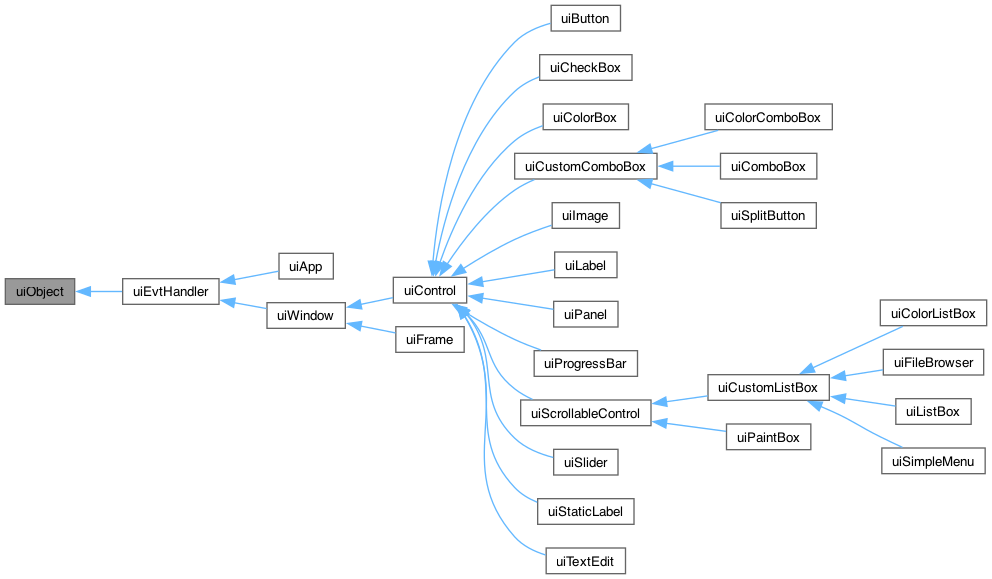 uiButton
uiCheckBox
uiColorBox
uiColorComboBox
uiCustomComboBox
uiComboBox
uiSplitButton
uiImage
uiApp
uiLabel
uiObject
uiEvtHandler
uiControl
uiWindow
uiPanel
uiColorListBox
uiFrame
uiProgressBar
uiFileBrowser
uiCustomListBox
uiScrollableControl
uiListBox
uiPaintBox
uiSlider
uiSimpleMenu
uiStaticLabel
uiTextEdit